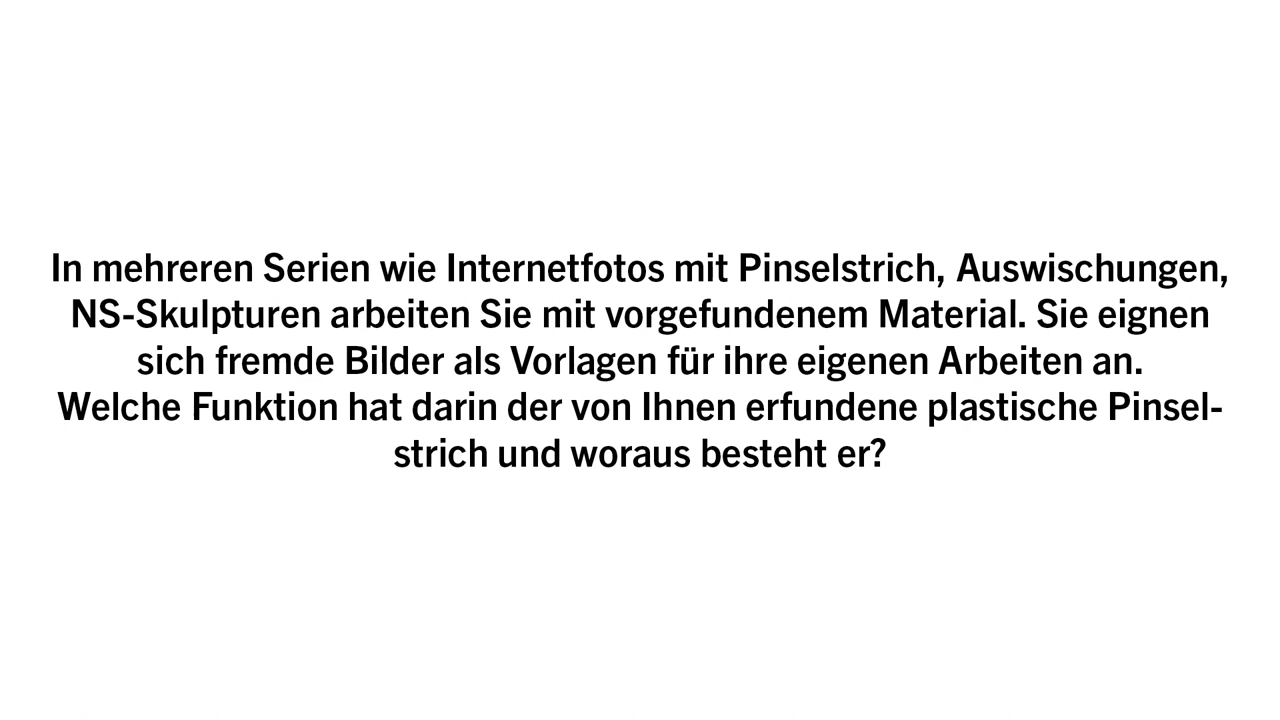 In mehreren Serien wie Internetfotos mit Pinselstrich, Auswischungen,
NS-Skulpturen arbeiten Sie mit vorgefundenem Material. Sie eignen
sich fremde Bilder als Vorlagen für ihre eigenen Arbeiten an.
Welche Funktion hat darin der von Ihnen erfundene plastische Pinsel-
strich und woraus besteht er?